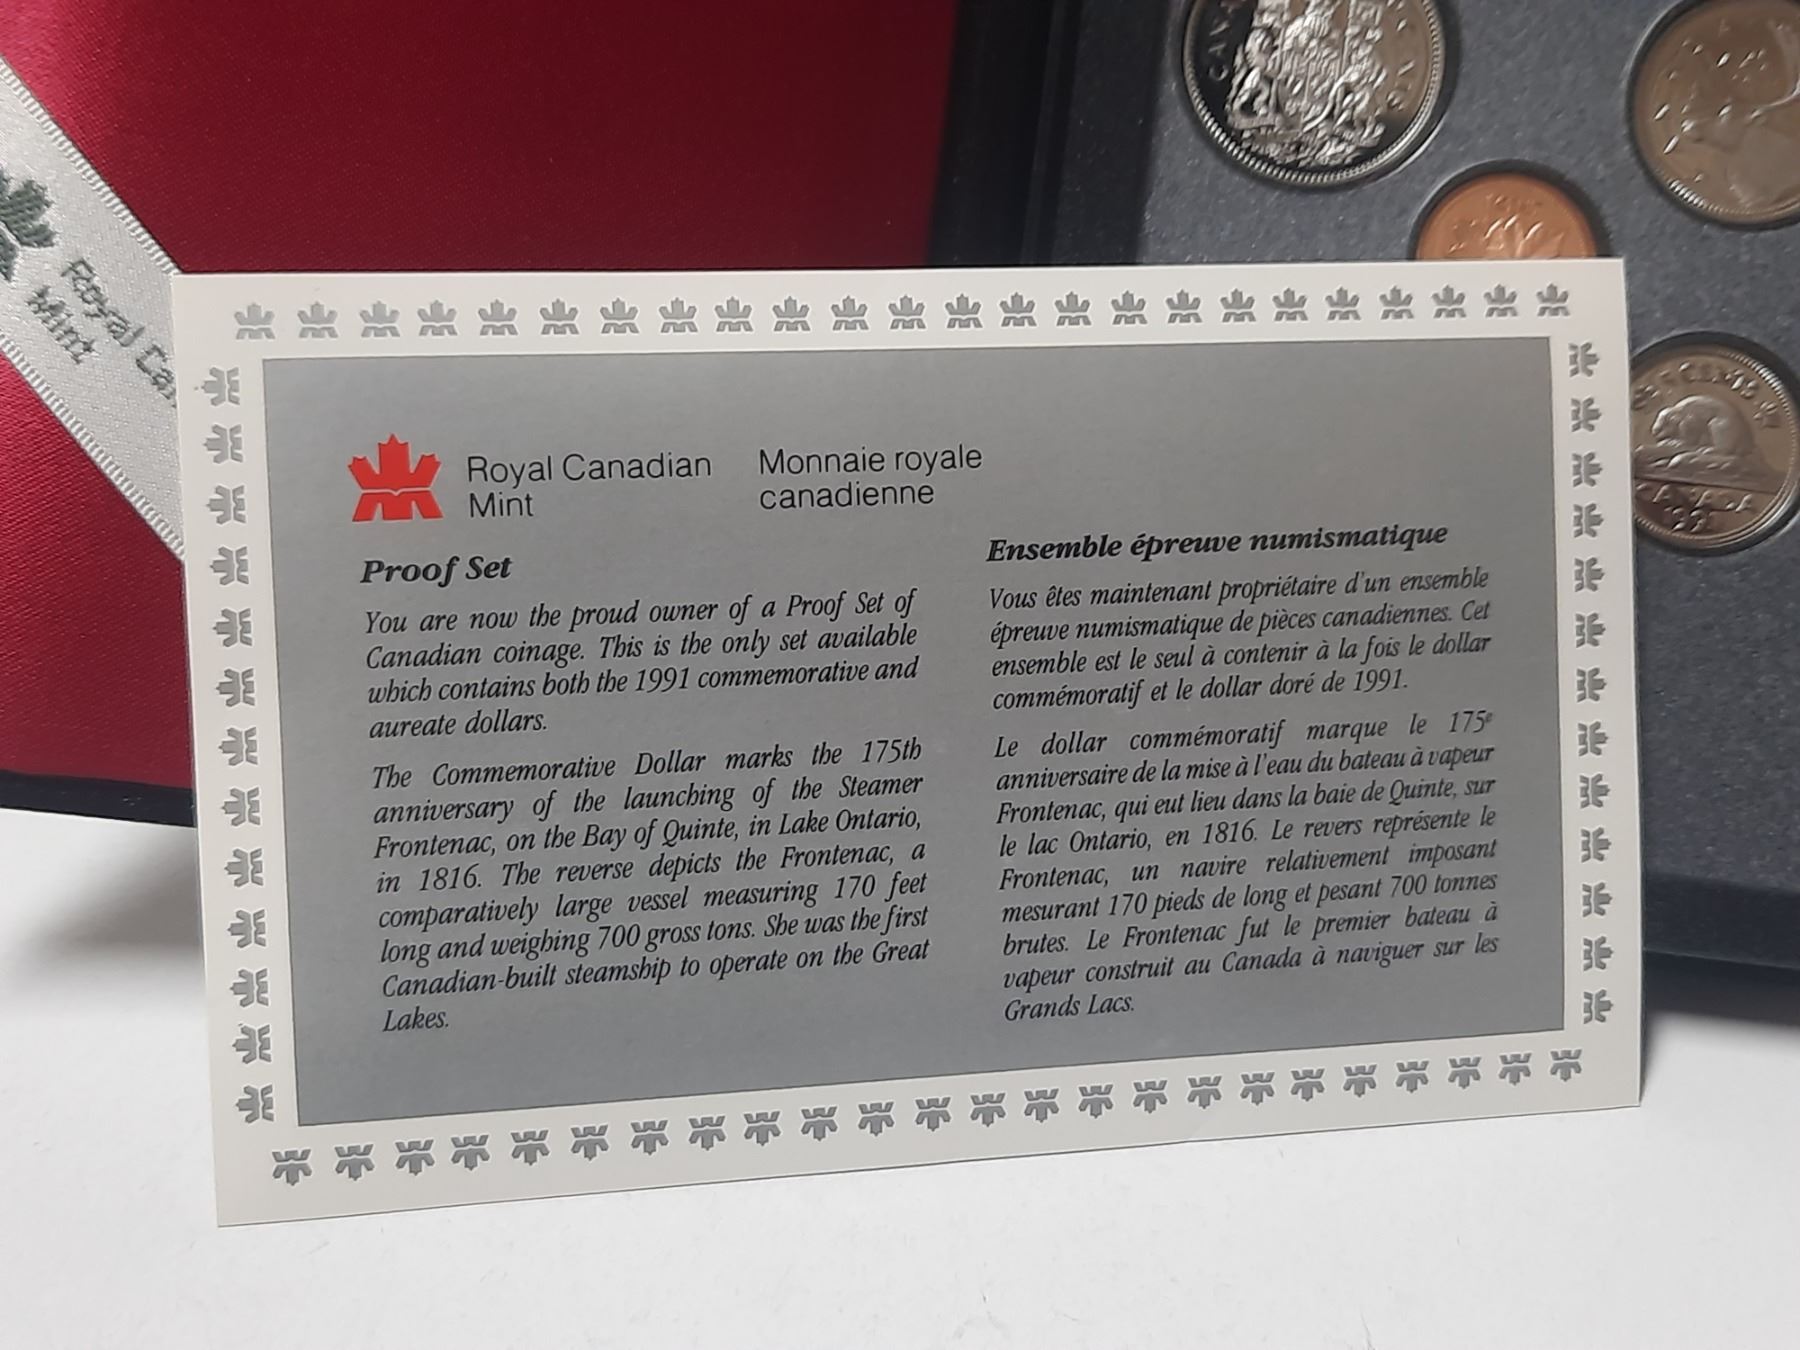 Royal Ca
Mint
CANA
5 CENTS
CANADA
1991
Royal Canadian
Mint
Monnaie royale
canadienne
Proof Set
You are now the proud owner of a Proof Set of
Canadian coinage. This is the only set available
which contains both the 1991 commemorative and
aureate dollars.
The Commemorative Dollar marks the 175th
anniversary of the launching of the Steamer
Frontenac, on the Bay of Quinte, in Lake Ontario,
in 1816. The reverse depicts the Frontenac, a
comparatively large vessel measuring 170 feet
long and weighing 700 gross tons. She was the first
Canadian-built steamship to operate on the Great
Lakes.
Ensemble épreuve numismatique
Vous êtes maintenant propriétaire d'un ensemble
épreuve numismatique de pièces canadiennes. Cet
ensemble est le seul à contenir à la fois le dollar
commémoratif et le dollar doré de 1991.
Le dollar commémoratif marque le 175e
anniversaire de la mise à l'eau du bateau à vapeur
Frontenac, qui eut lieu dans la baie de Quinte, sur
le lac Ontario, en 1816. Le revers représente le
Frontenac, un navire relativement imposant
mesurant 170 pieds de long et pesant 700 tonnes
brutes. Le Frontenac fut le premier bateau à
vapeur construit au Canada à naviguer sur les
Grands Lacs.